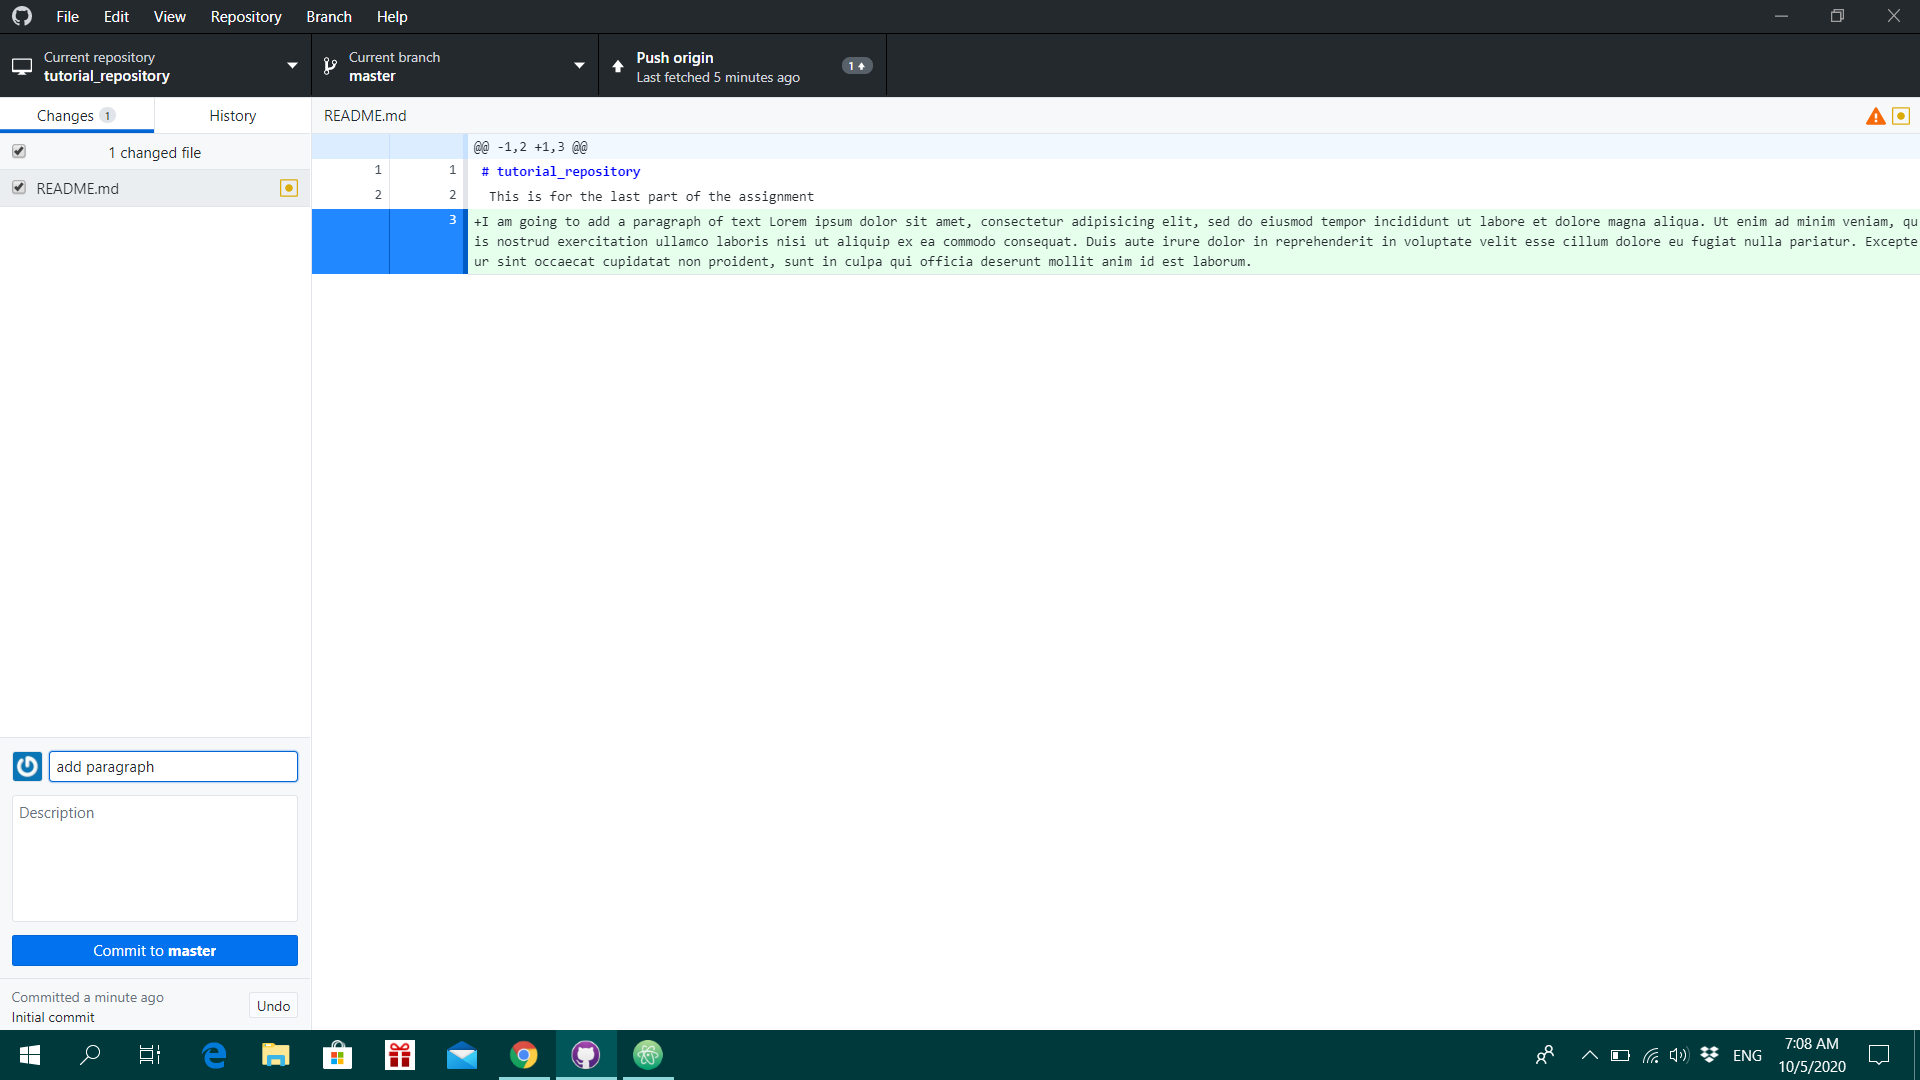 File Edit View Repository Branch Help
Current repository
tutorial_repository
Current branch
master
Push origin
Last fetched 5 minutes ago
1
Changes 1
History
README.md
1 changed file
README.md
@@ -1,2 +1,3 @@
1 1 # tutorial_repository
2 2 This is for the last part of the assignment
3 +I am going to add a paragraph of text Lorem ipsum dolor sit amet, consectetur adipisicing elit, sed do eiusmod tempor incididunt ut labore et dolore magna aliqua. Ut enim ad minim veniam, qu
is nostrud exercitation ullamco laboris nisi ut aliquip ex ea commodo consequat. Duis aute irure dolor in reprehenderit in voluptate velit esse cillum dolore eu fugiat nulla pariatur. Excepte
ur sint occaecat cupidatat non proident, sunt in culpa qui officia deserunt mollit anim id est laborum.
add paragraph
Description
Commit to master
Committed a minute ago
Initial commit
Undo
ENG
7:08 AM
10/5/2020